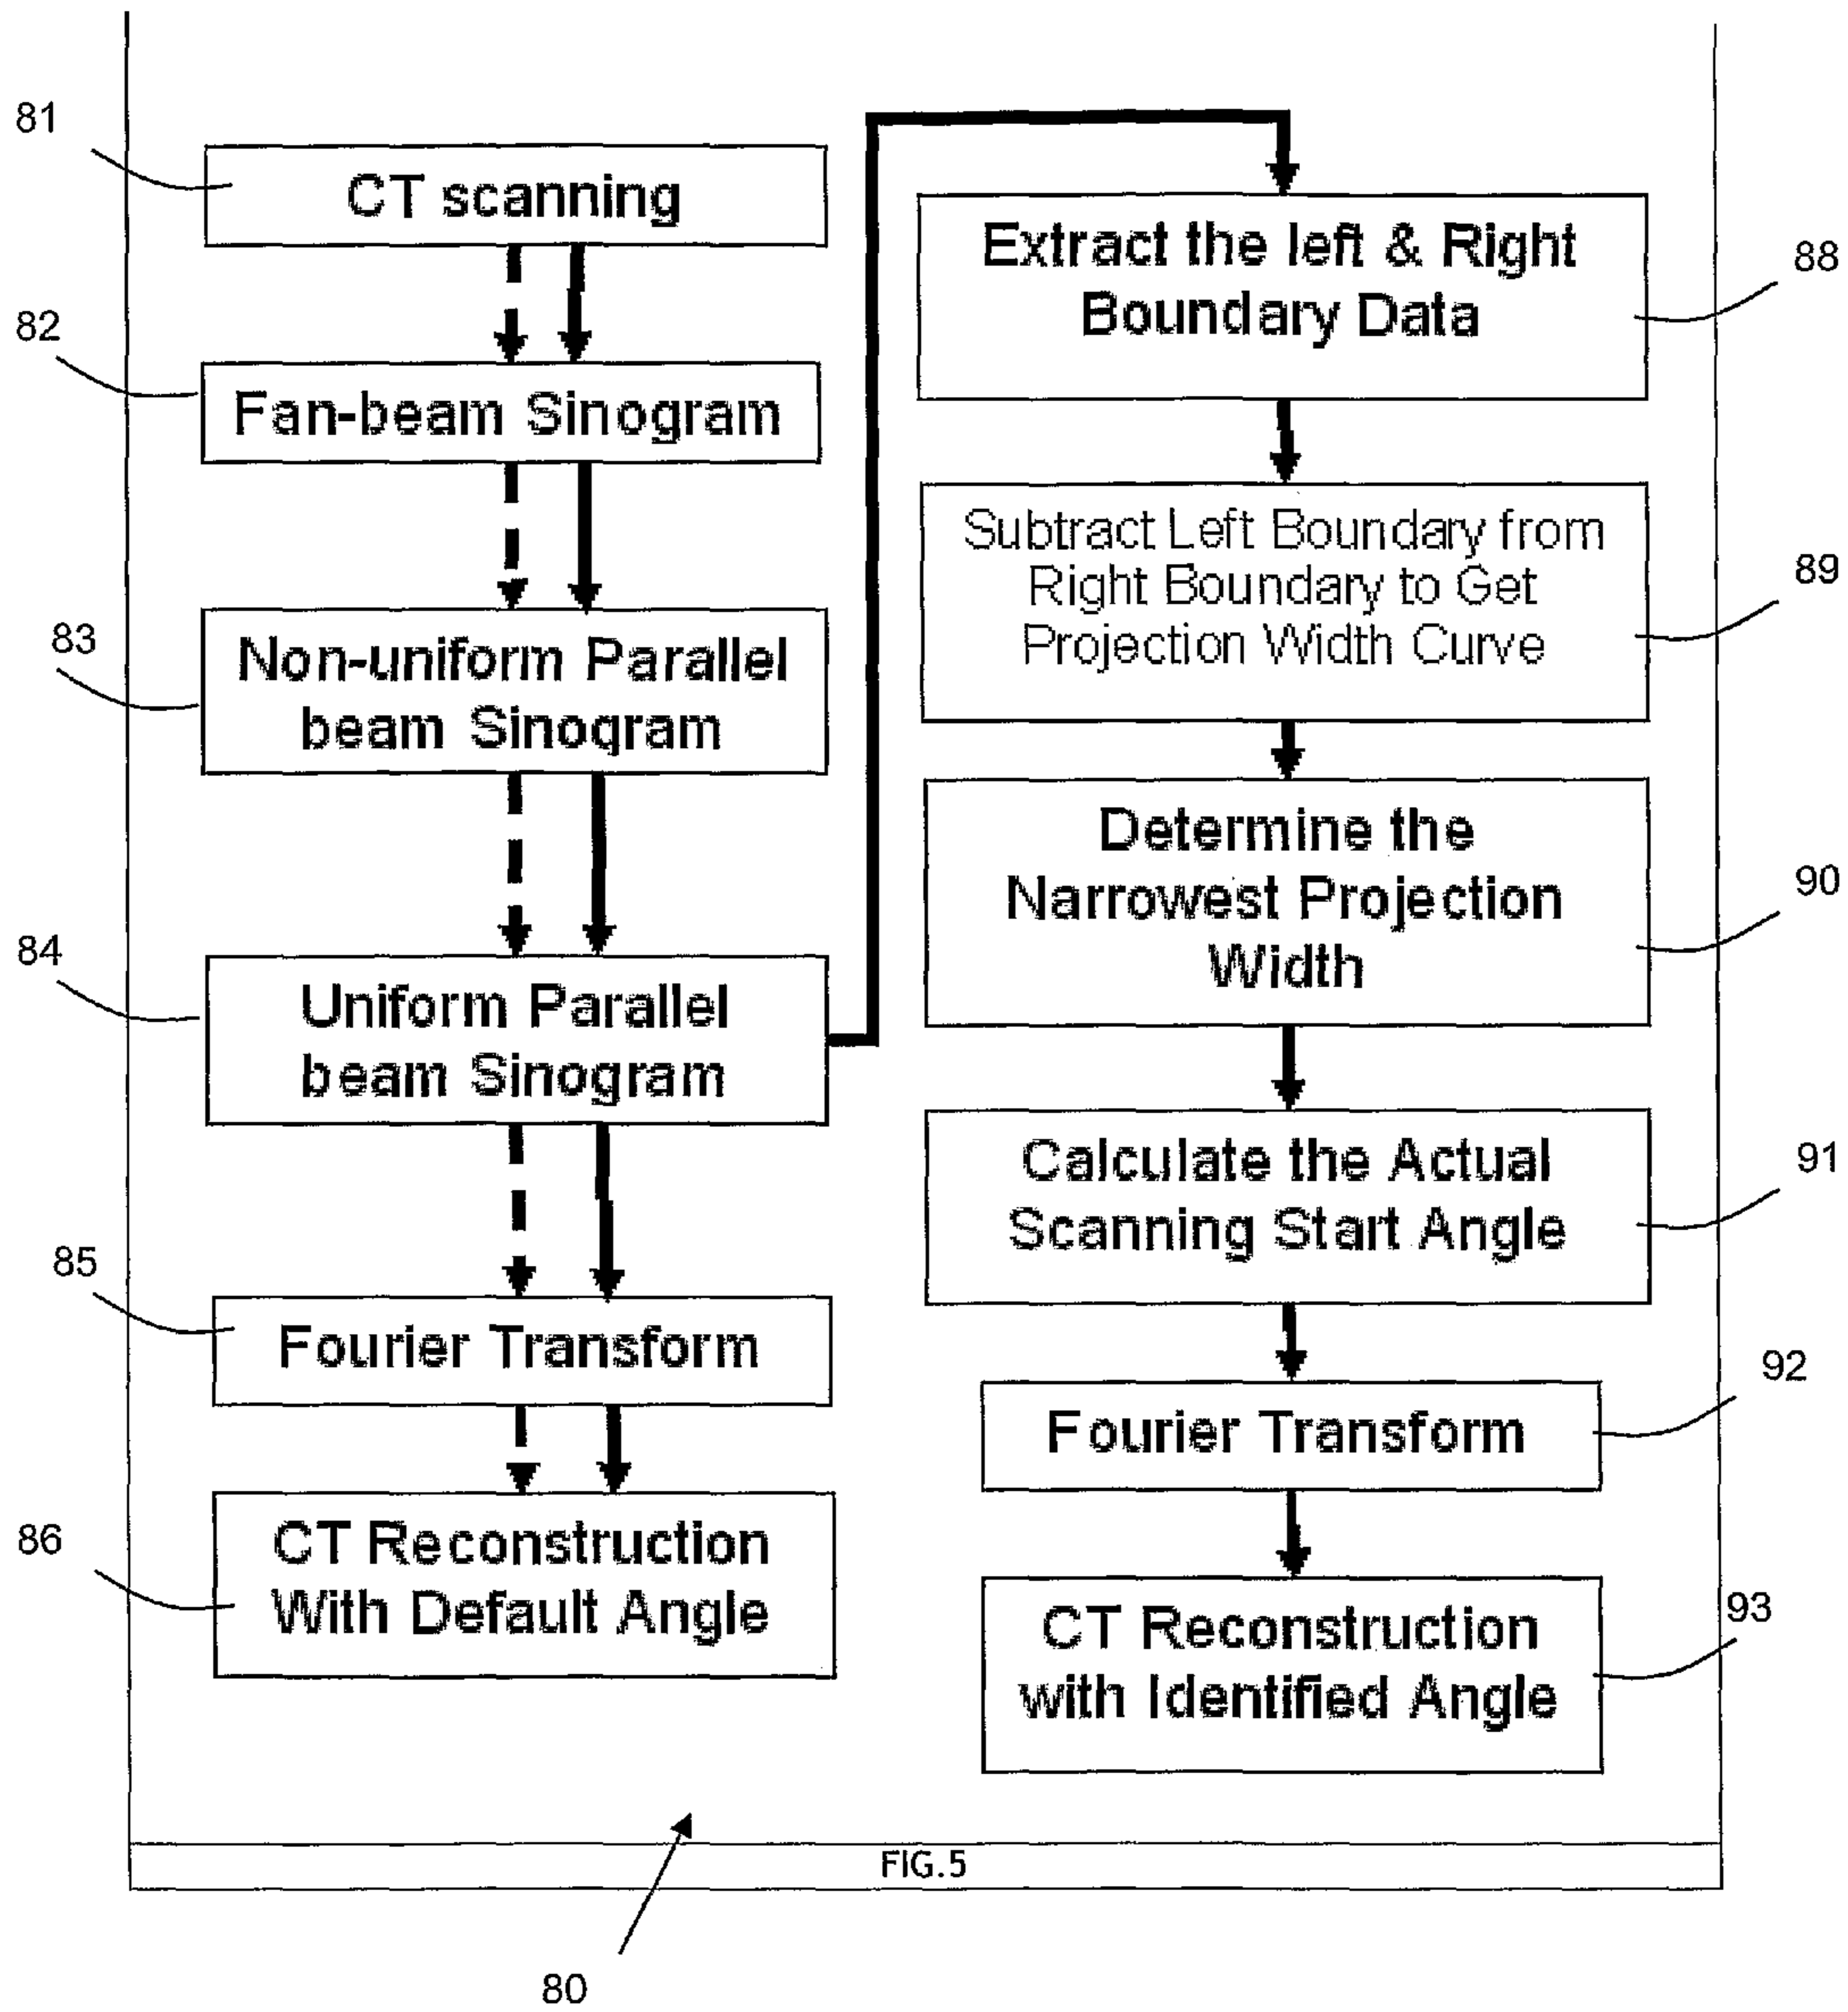 81
CT scanning
82
Fan-beam Sinogram
83
Non-uniform Parallel
beam Sinogram
84
Uniform Parallel
beam Sinogram
85
Fourier Transform
86
CT Reconstruction
With Default Angle
88
Extract the left & Right
Boundary Data
89
Subtract Left Boundary from
Right Boundary to Get
Projection Width Curve
90
Determine the
Narrowest Projection
Width
91
Calculate the Actual
Scanning Start Angle
92
Fourier Transform
93
CT Reconstruction
with Identified Angle
FIG.5
80